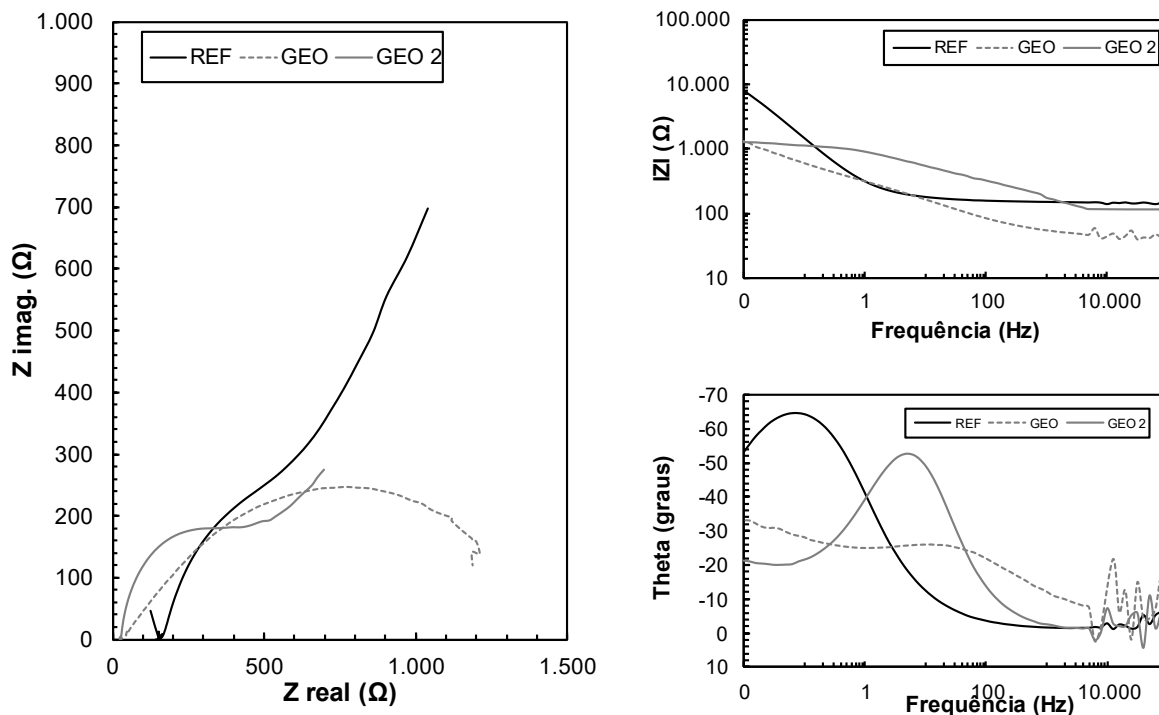 1.000
900
800
700
600
500
400
300
200
100
0
Z imag. (Ω)
REF GEO GEO 2
0 500 1.000 1.500
Z real (Ω)
100.000
10.000
1.000
100
10
IZI (Ω)
REF GEO GEO 2
0 1 100 10.000
Frequência (Hz)
-70
-60
-50
-40
-30
-20
-10
0
10
Theta (graus)
REF GEO GEO 2
0 1 100 10.000
Frequência (Hz)